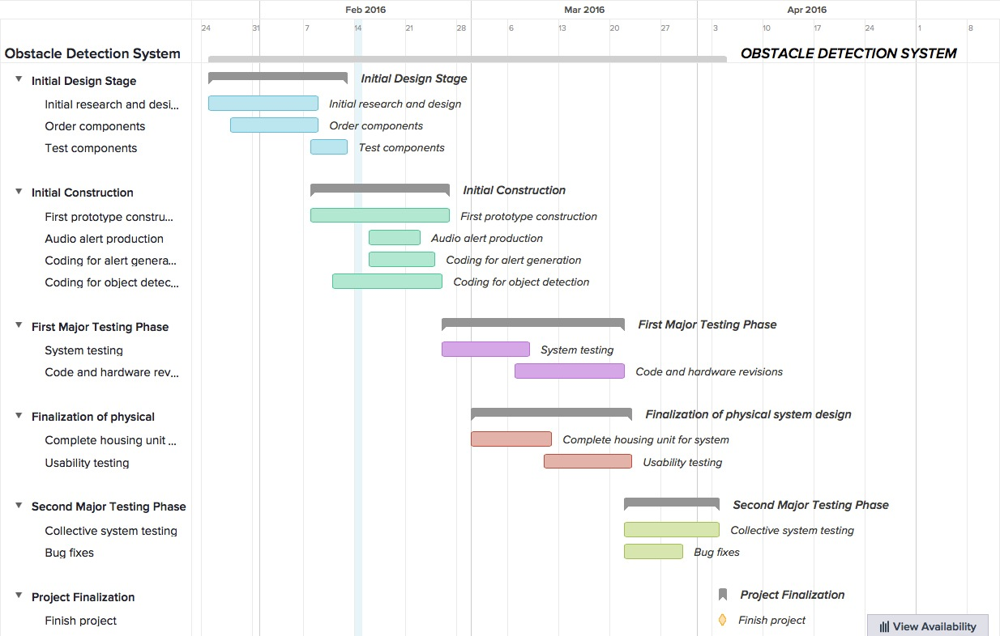 Feb 2016 Mar 2016 Apr 2016
24 31 7 14 21 28 6 13 20 27 3 10 17 24 1 8
Obstacle Detection System OBSTACLE DETECTION SYSTEM
Initial Design Stage Initial Design Stage
Initial research and desi... Initial research and design
Order components Order components
Test components Test components
Initial Construction Initial Construction
First prototype constru... First prototype construction
Audio alert production Audio alert production
Coding for alert genera... Coding for alert generation
Coding for object detec... Coding for object detection
First Major Testing Phase First Major Testing Phase
System testing System testing
Code and hardware rev... Code and hardware revisions
Finalization of physical Finalization of physical system design
Complete housing unit ... Complete housing unit for system
Usability testing Usability testing
Second Major Testing Phase Second Major Testing Phase
Collective system testing Collective system testing
Bug fixes Bug fixes
Project Finalization Project Finalization
Finish project Finish project
View Availability